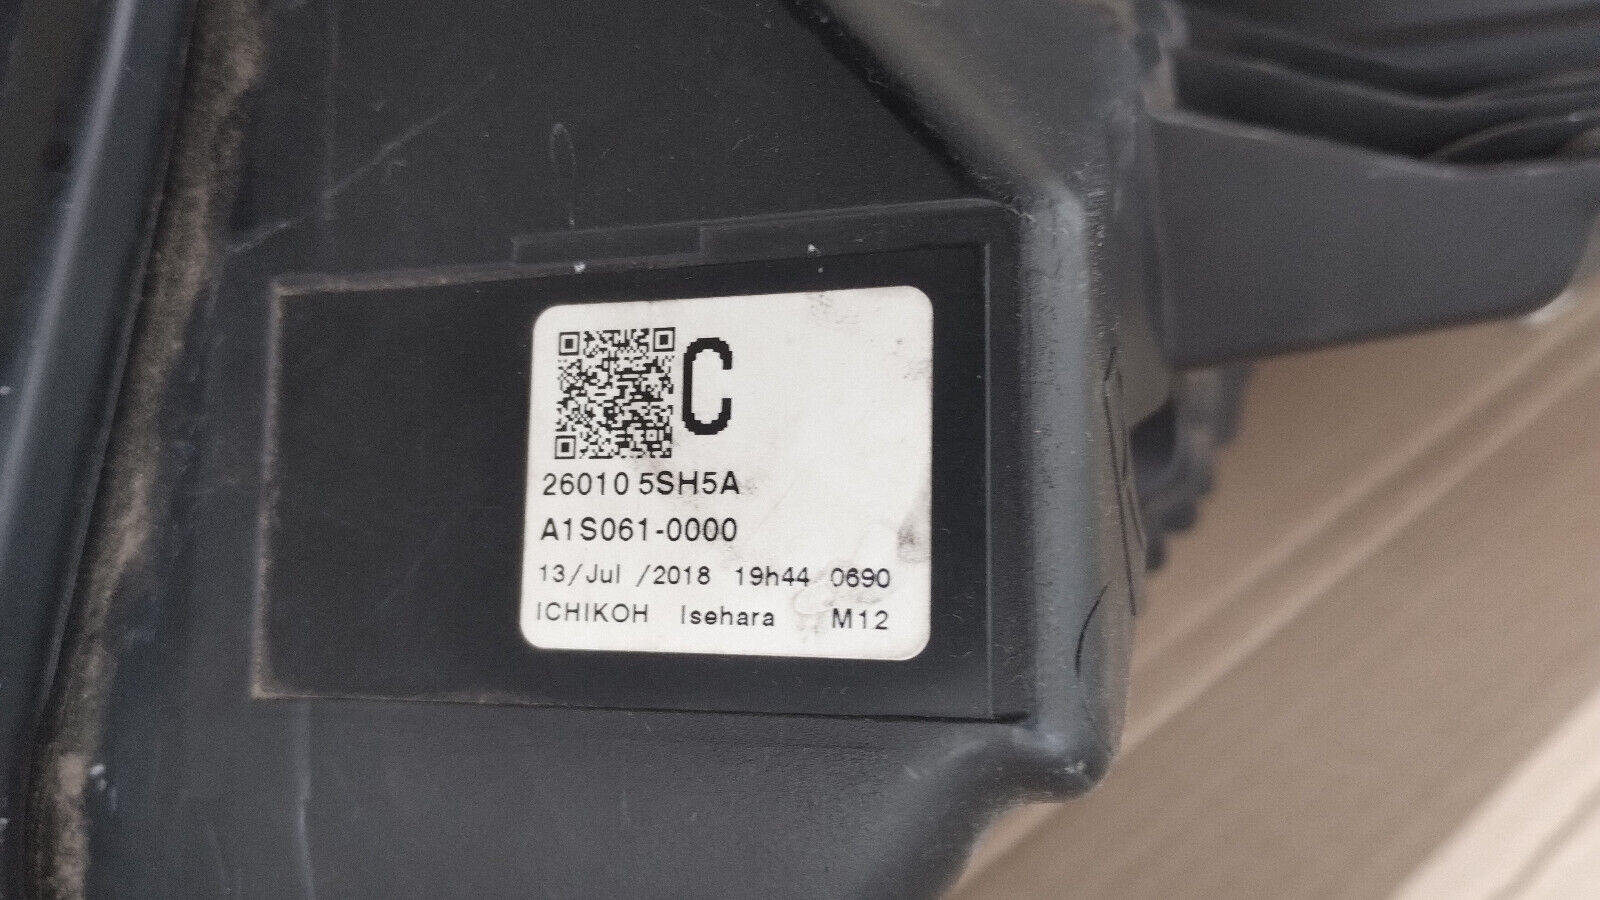 C
26010 5SH5A
A1S061-0000
13/Jul /2018 19h44 0690
ICHIKOH Isehara M12